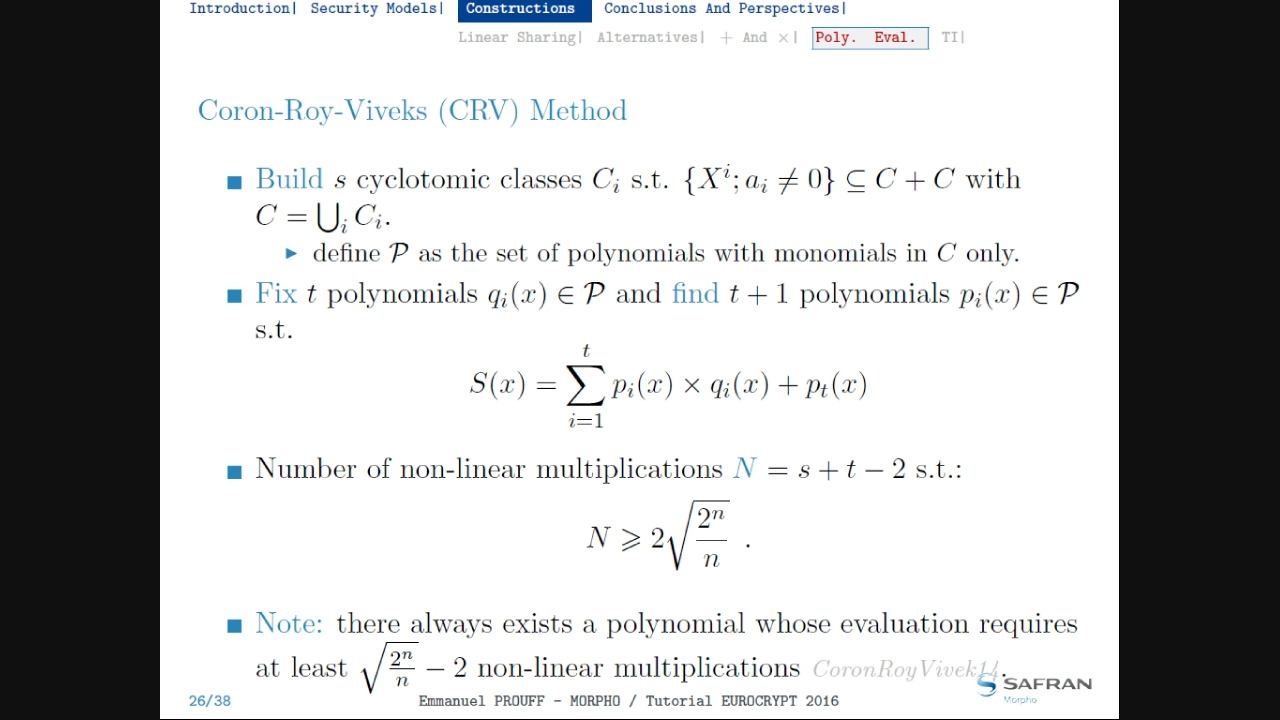 Introduction| Security Models| Constructions Conclusions And Perspectives|
Linear Sharing| Alternatives| + And ×| Poly. Eval. TI|
Coron-Roy-Viveks (CRV) Method
Build s cyclotomic classes C_i s.t. {X^i; a_i ≠ 0} ⊆ C + C with
C = ⋃_i C_i.
define P as the set of polynomials with monomials in C only.
Fix t polynomials q_i(x) ∈ P and find t + 1 polynomials p_i(x) ∈ P
s.t.
S(x) = ∑_{i=1}^{t} p_i(x) × q_i(x) + p_t(x)
Number of non-linear multiplications N = s + t − 2 s.t.:
N ⩾ 2√(2^n/n) .
Note: there always exists a polynomial whose evaluation requires
at least √(2^n/n) − 2 non-linear multiplications CoronRoyVivek14.
SAFRAN
Morpho
26/38 Emmanuel PROUFF - MORPHO / Tutorial EUROCRYPT 2016